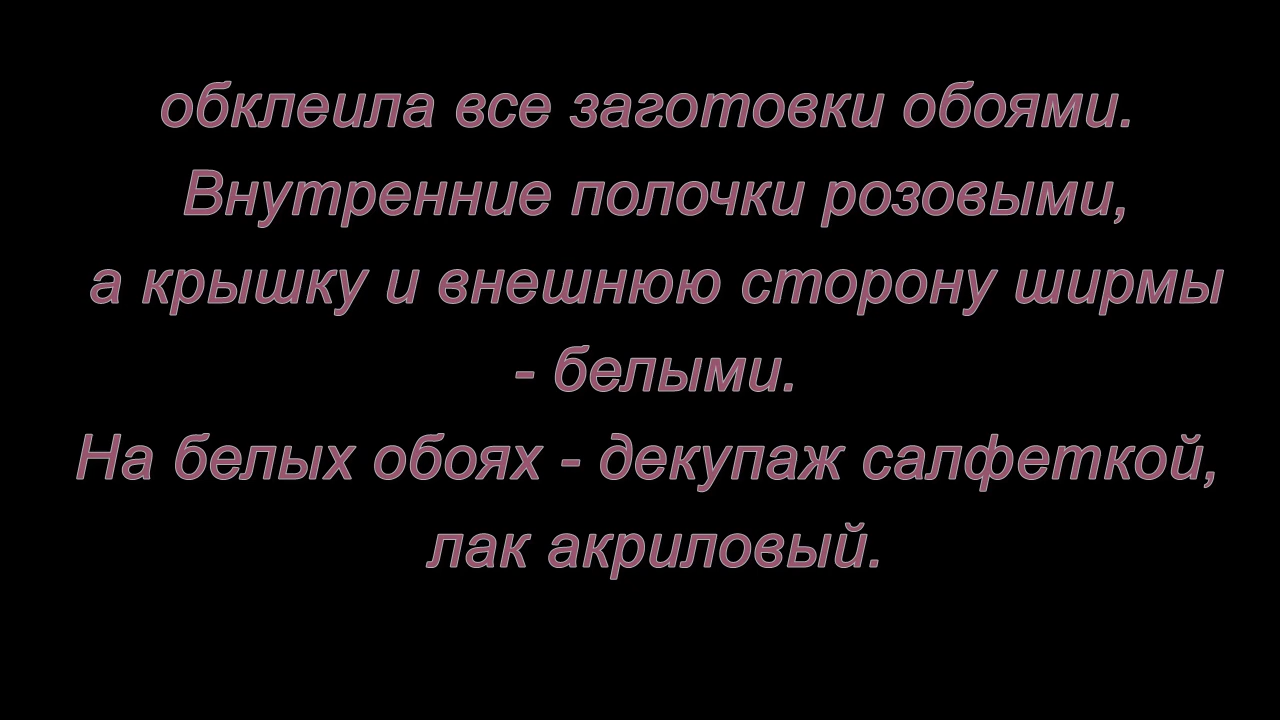 обклеила все заготовки обоями.
Внутренние полочки розовыми,
а крышку и внешнюю сторону ширмы
- белыми.
На белых обоях - декупаж салфеткой,
лак акриловый.